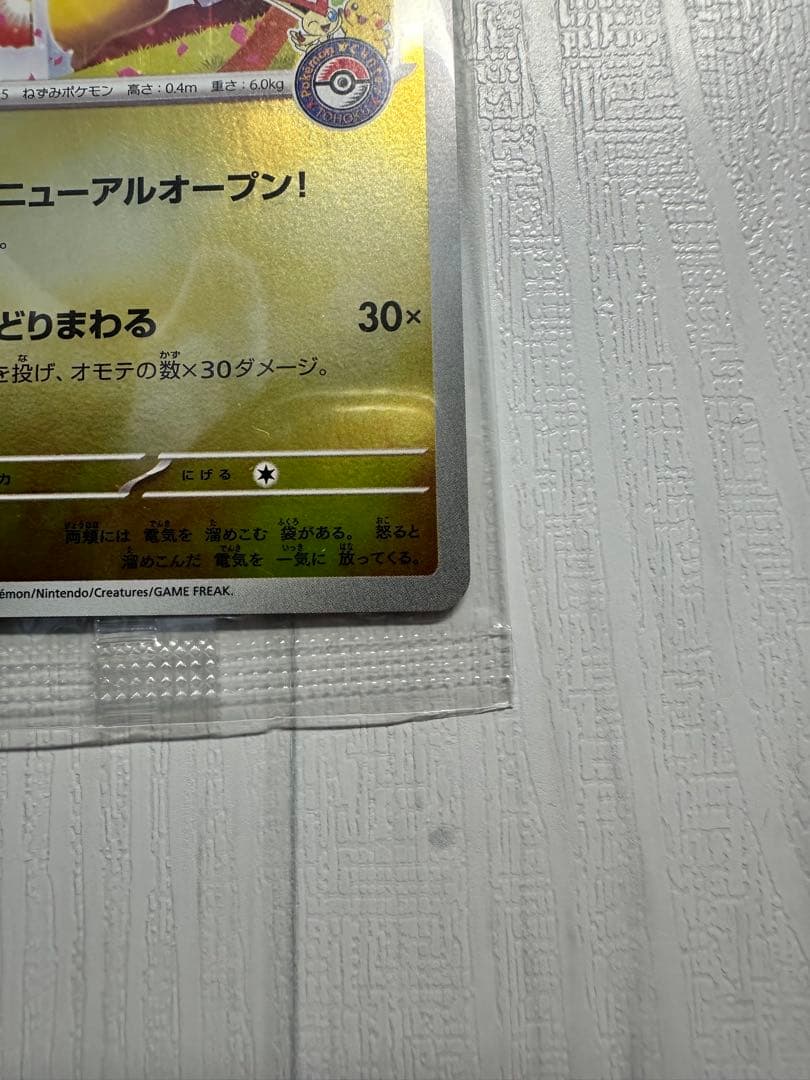 Pokémon Center
TOHOKU
5 ねずみポケモン 高さ:0.4m 重さ:6.0kg
ニューアルオープン!
。
どりまわる 30×
を投げ、オモテの数×30ダメージ。
力 にげる
両頬には 電気を 溜めこむ 袋がある。 怒ると
溜めこんだ 電気を 一気に 放ってくる。
émon/Nintendo/Creatures/GAME FREAK.